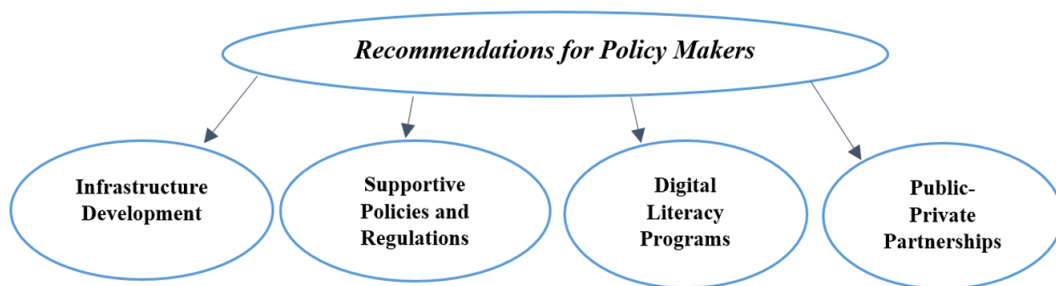 Recommendations for Policy Makers
Infrastructure
Development
Supportive
Policies and
Regulations
Digital
Literacy
Programs
Public-
Private
Partnerships